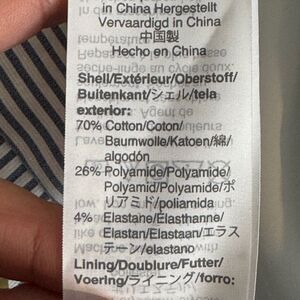 in China Hergestellt
Vervaardigd in China
中国製
Hecho en China
Shell/Extérieur/Oberstoff/
Buitenkant/シェル/tela
exterior:
70% Cotton/Coton/
Baumwolle/Katoen/綿/
algodón
26% Polyamide/Polyamide/
Polyamid/Polyamide/ポ
リアミド/poliamida
4% Elastane/Elasthanne/
Elastan/Elastaan/エラス
テーン/elastano
Lining/Doublure/Futter/
Voering/ライニング/forro: